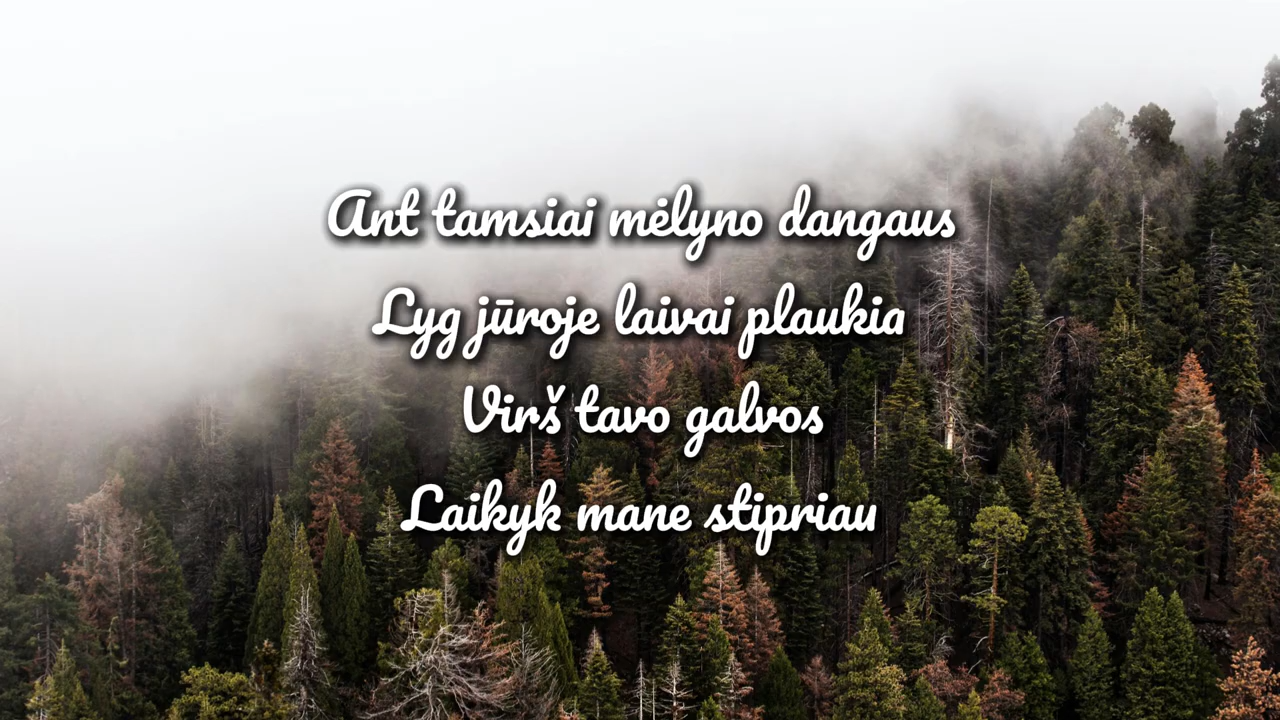 Ant tamsiai mėlyno dangaus
Lyg jūroje laivai plaukia
Virš tavo galvos
Laikyk mane stipriau